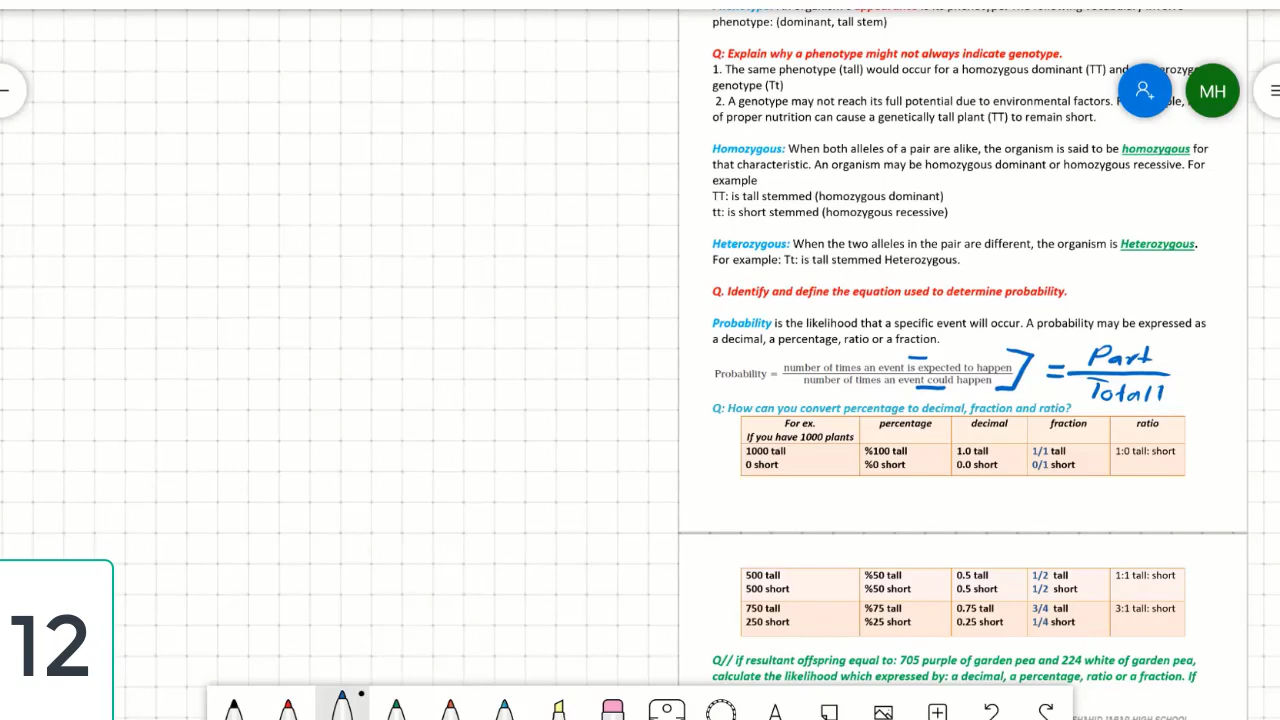 phenotype: (dominant, tall stem)
Q: Explain why a phenotype might not always indicate genotype.
1. The same phenotype (tall) would occur for a homozygous dominant (TT) and
genotype (Tt)
2. A genotype may not reach its full potential due to environmental factors.
of proper nutrition can cause a genetically tall plant (TT) to remain short.
MH
Homozygous: When both alleles of a pair are alike, the organism is said to be homozygous for
that characteristic. An organism may be homozygous dominant or homozygous recessive. For
example
TT: is tall stemmed (homozygous dominant)
tt: is short stemmed (homozygous recessive)
Heterozygous: When the two alleles in the pair are different, the organism is Heterozygous.
For example: Tt: is tall stemmed Heterozygous.
Q. Identify and define the equation used to determine probability.
Probability is the likelihood that a specific event will occur. A probability may be expressed as
a decimal, a percentage, ratio or a fraction.
Probability = number of times an event is expected to happen
number of times an event could happen
] = Part
Totall
Q: How can you convert percentage to decimal, fraction and ratio?
For ex. percentage decimal fraction ratio
If you have 1000 plants
1000 tall %100 tall 1.0 tall 1/1 tall 1:0 tall: short
0 short %0 short 0.0 short 0/1 short
500 tall %50 tall 0.5 tall 1/2 tall 1:1 tall: short
500 short %50 short 0.5 short 1/2 short
750 tall %75 tall 0.75 tall 3/4 tall 3:1 tall: short
250 short %25 short 0.25 short 1/4 short
12
Q// if resultant offspring equal to: 705 purple of garden pea and 224 white of garden pea,
calculate the likelihood which expressed by: a decimal, a percentage, ratio or a fraction. If